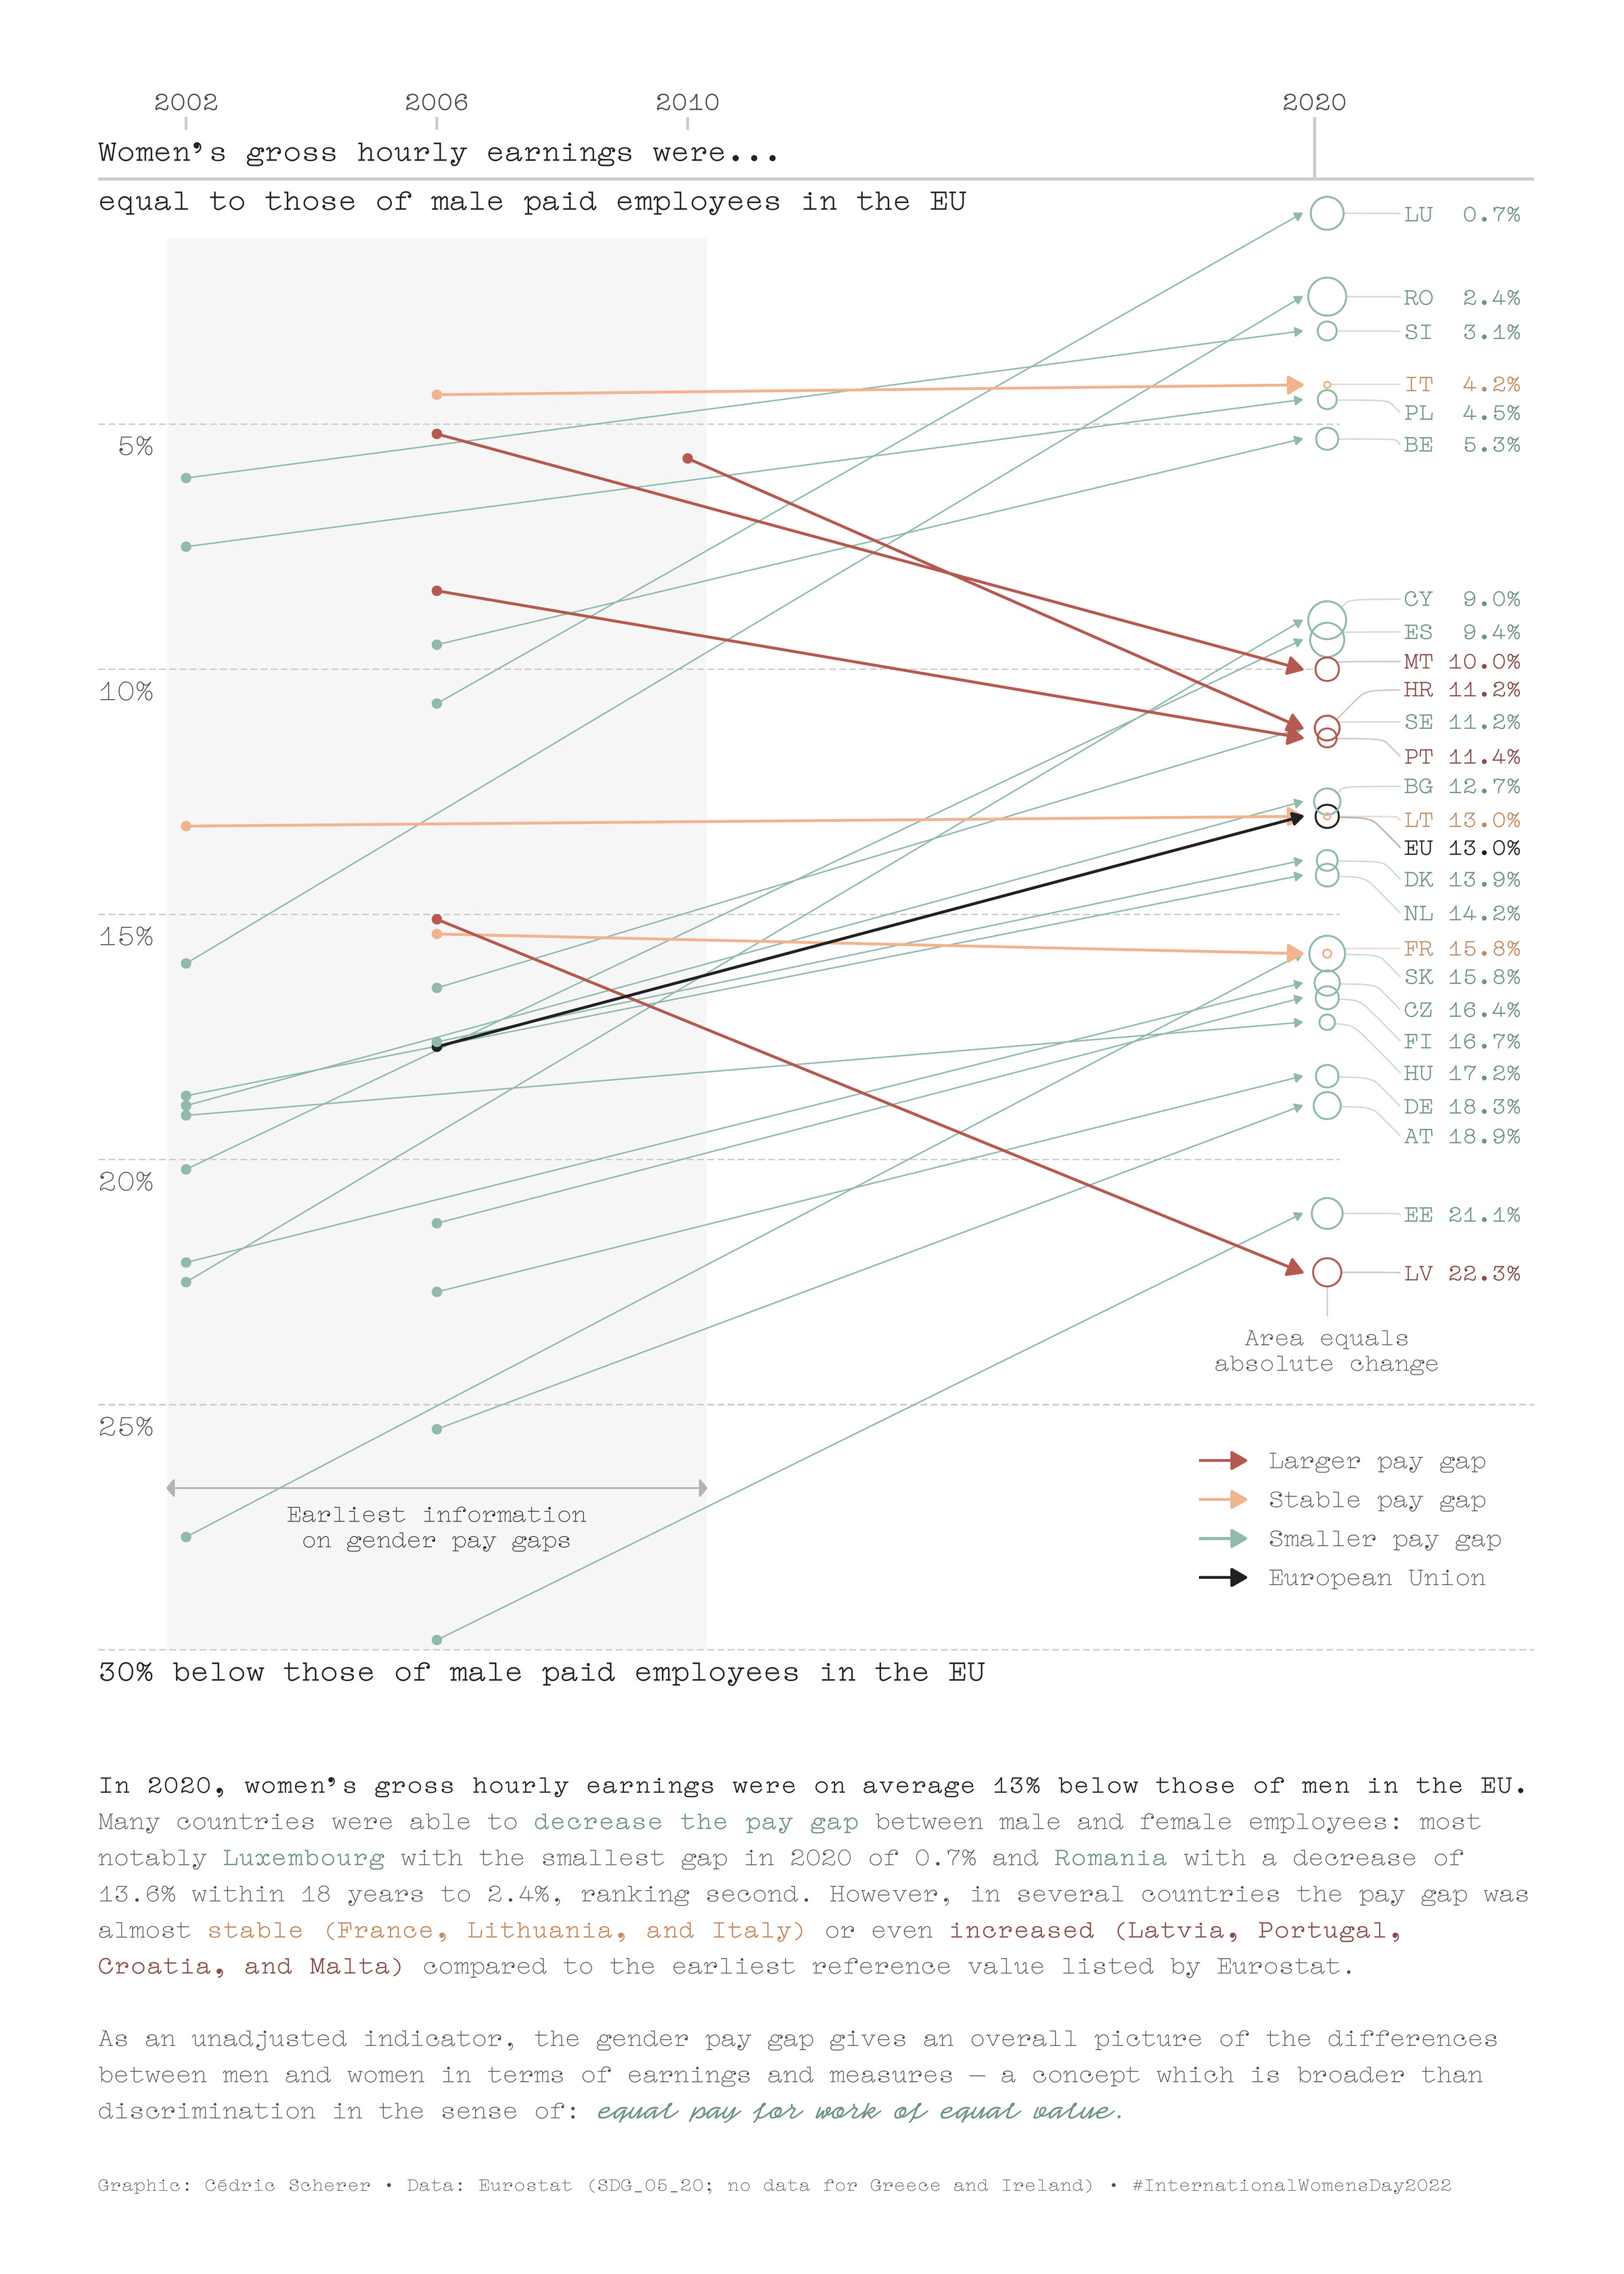 2002 2006 2010 2020
Women’s gross hourly earnings were...
equal to those of male paid employees in the EU
LU 0.7%
RO 2.4%
SI 3.1%
IT 4.2%
PL 4.5%
5%
BE 5.3%
CY 9.0%
ES 9.4%
MT 10.0%
10%
HR 11.2%
SE 11.2%
PT 11.4%
BG 12.7%
LT 13.0%
EU 13.0%
DK 13.9%
NL 14.2%
15%
FR 15.8%
SK 15.8%
CZ 16.4%
FI 16.7%
HU 17.2%
DE 18.3%
AT 18.9%
20%
EE 21.1%
LV 22.3%
Area equals
absolute change
25%
Larger pay gap
Stable pay gap
Smaller pay gap
European Union
Earliest information
on gender pay gaps
30% below those of male paid employees in the EU
In 2020, women’s gross hourly earnings were on average 13% below those of men in the EU.
Many countries were able to decrease the pay gap between male and female employees: most
notably Luxembourg with the smallest gap in 2020 of 0.7% and Romania with a decrease of
13.6% within 18 years to 2.4%, ranking second. However, in several countries the pay gap was
almost stable (France, Lithuania, and Italy) or even increased (Latvia, Portugal,
Croatia, and Malta) compared to the earliest reference value listed by Eurostat.
As an unadjusted indicator, the gender pay gap gives an overall picture of the differences
between men and women in terms of earnings and measures — a concept which is broader than
discrimination in the sense of: equal pay for work of equal value.
Graphic: Cédric Scherer • Data: Eurostat (SDG_05_20; no data for Greece and Ireland) • #InternationalWomensDay2022